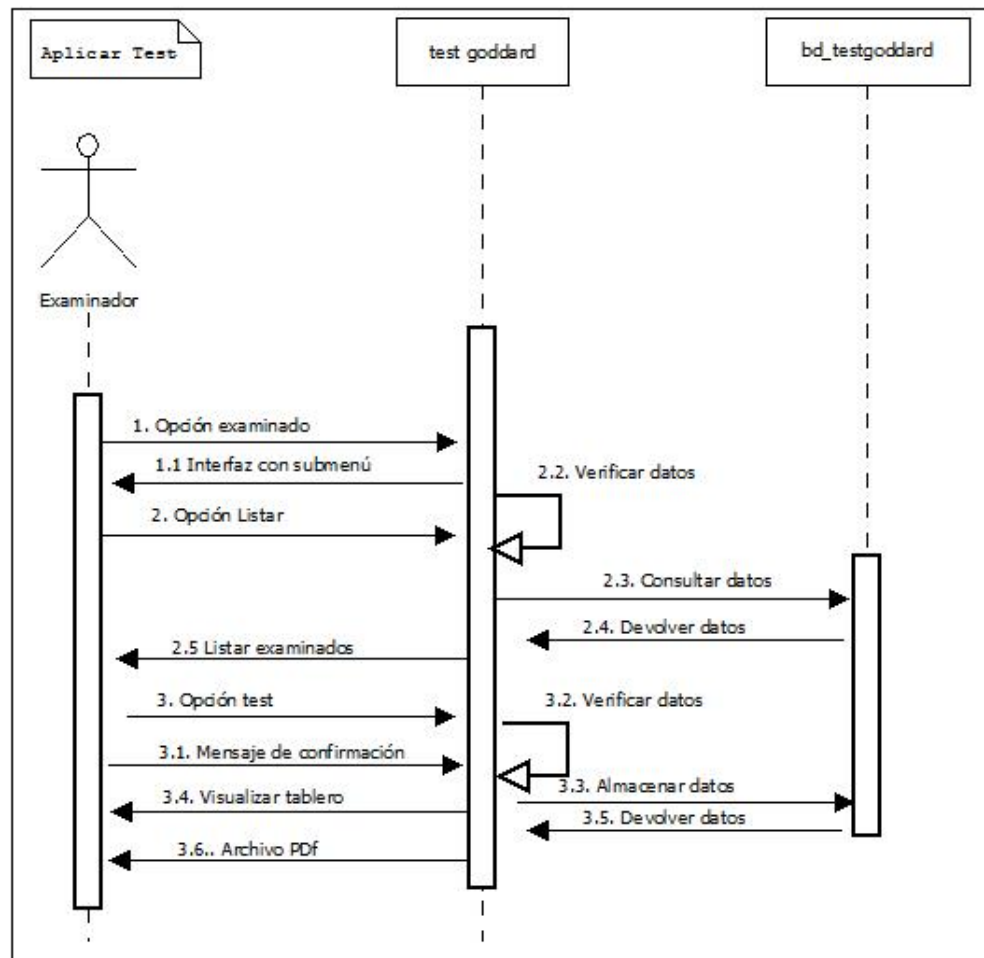 Aplicar Test
test goddard
bd_testgoddard
Examinador
1. Opción examinado
1.1 Interfaz con submenú
2.2. Verificar datos
2. Opción Listar
2.3. Consultar datos
2.4. Devolver datos
2.5 Listar examinados
3. Opción test
3.2. Verificar datos
3.1. Mensaje de confirmación
3.3. Almacenar datos
3.4. Visualizar tablero
3.5. Devolver datos
3.6.. Archivo PDf